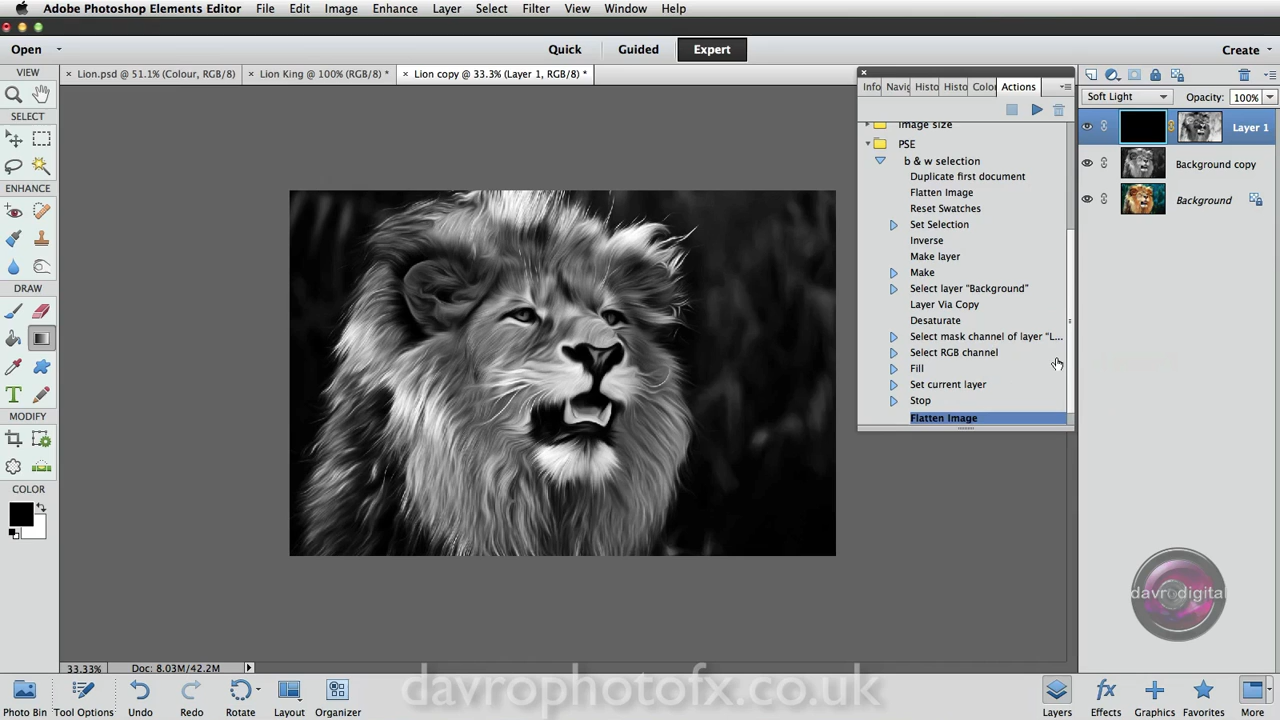 Adobe Photoshop Elements Editor File Edit Image Enhance Layer Select Filter View Window Help
Open Quick Guided Expert Create
VIEW
× Lion.psd @ 51.1% (Colour, RGB/8) × Lion King @ 100% (RGB/8) * × Lion copy @ 33.3% (Layer 1, RGB/8) *
Info Navig Histo Histo Color Actions
Soft Light Opacity: 100%
SELECT
Image size
PSE
b & w selection
Duplicate first document
Flatten Image
Reset Swatches
Set Selection
Inverse
Make layer
Make
Select layer "Background"
Layer Via Copy
Desaturate
Select mask channel of layer "L...
Select RGB channel
Fill
Set current layer
Stop
Flatten Image
Layer 1
Background copy
Background
ENHANCE
DRAW
T
MODIFY
COLOR
davrodigital
33.33% Doc: 8.03M/42.2M
davrophotofx.co.uk
Photo Bin Tool Options Undo Redo Rotate Layout Organizer Layers fx Effects Graphics Favorites More